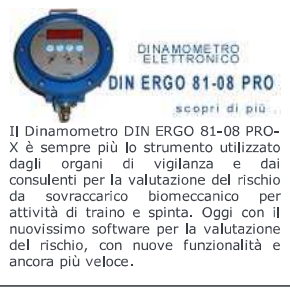 DINAMOMETRO
ELETTRONICO
DIN ERGO 81-08 PRO
scopri di più ..
Il Dinamometro DIN ERGO 81-08 PRO-
X è sempre più lo strumento utilizzato
dagli organi di vigilanza e dai
consulenti per la valutazione del rischio
da sovraccarico biomeccanico per
attività di traino e spinta. Oggi con il
nuovissimo software per la valutazione
del rischio, con nuove funzionalità e
ancora più veloce.